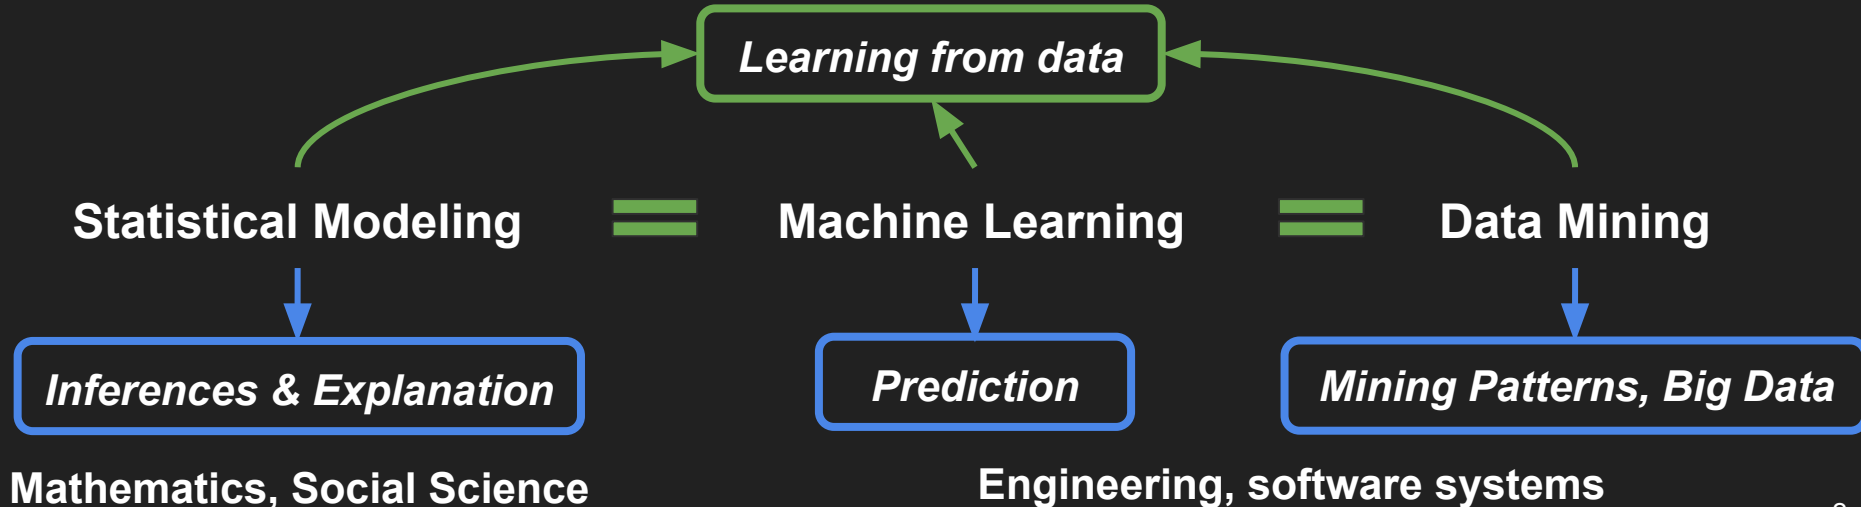 Learning from data
Statistical Modeling
Machine Learning
Data Mining
Inferences & Explanation
Prediction
Mining Patterns, Big Data
Mathematics, Social Science
Engineering, software systems